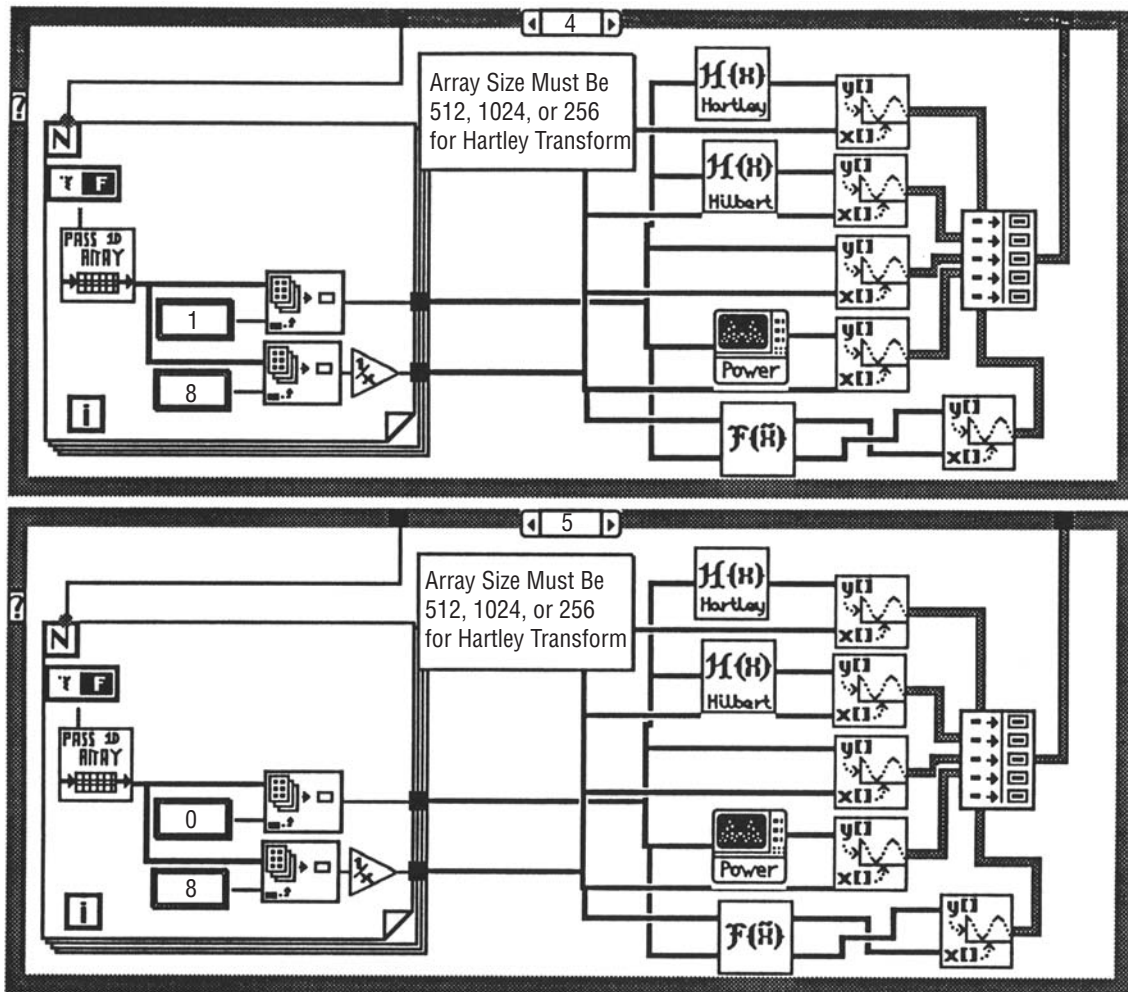 4
?
Array Size Must Be
512, 1024, or 256
for Hartley Transform
N
F
PASS 1D
ARRAY
1
8
1/x
i
H{X}
Hartley
H{X}
Hilbert
Power
F{X}
y[]
x[]
y[]
x[]
y[]
x[]
y[]
x[]
y[]
x[]
5
?
Array Size Must Be
512, 1024, or 256
for Hartley Transform
N
F
PASS 1D
ARRAY
0
8
1/x
i
H{X}
Hartley
H{X}
Hilbert
Power
F{X}
y[]
x[]
y[]
x[]
y[]
x[]
y[]
x[]
y[]
x[]